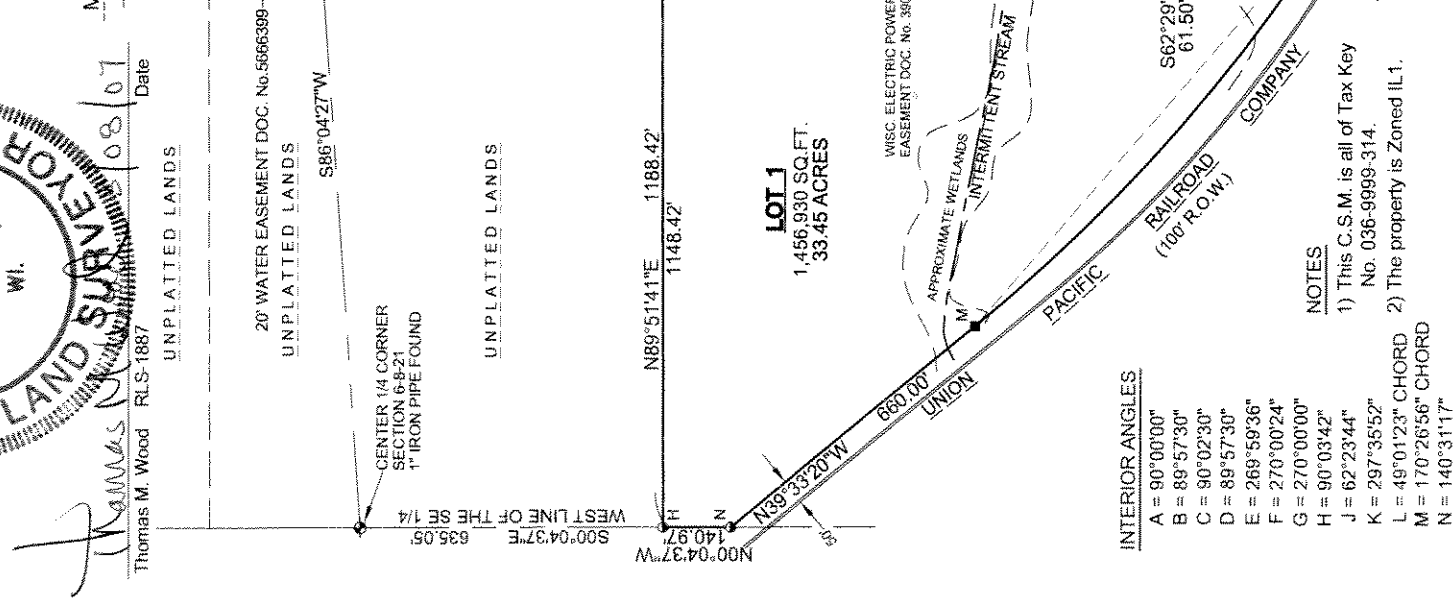 LAND SURVEYOR
WI.
Thomas M. Wood RLS-1887
Date
08/07
UNPLATTED LANDS
20' WATER EASEMENT DOC. No.5666399
UNPLATTED LANDS
S86°04'27"W
CENTER 1/4 CORNER
SECTION 6-8-21
1" IRON PIPE FOUND
UNPLATTED LANDS
WEST LINE OF THE SE 1/4
S00°04'37"E 635.05'
N89°51'41"E 1188.42'
1148.42'
H
N
N00°04'37"W
140.97'
LOT 1
1,456,930 SQ.FT.
33.45 ACRES
WISC. ELECTRIC POWER
EASEMENT DOC. No. 390
APPROXIMATE WETLANDS
INTERMITTENT STREAM
M
S62°29'
61.50'
N39°33'20"W 660.00'
50'
UNION PACIFIC RAILROAD COMPANY
(100' R.O.W.)
INTERIOR ANGLES
A = 90°00'00"
B = 89°57'30"
C = 90°02'30"
D = 89°57'30"
E = 269°59'36"
F = 270°00'24"
G = 270°00'00"
H = 90°03'42"
J = 62°23'44"
K = 297°35'52"
L = 49°01'23" CHORD
M = 170°26'56" CHORD
N = 140°31'17"
NOTES
1) This C.S.M. is all of Tax Key
No. 036-9999-314.
2) The property is Zoned IL1.